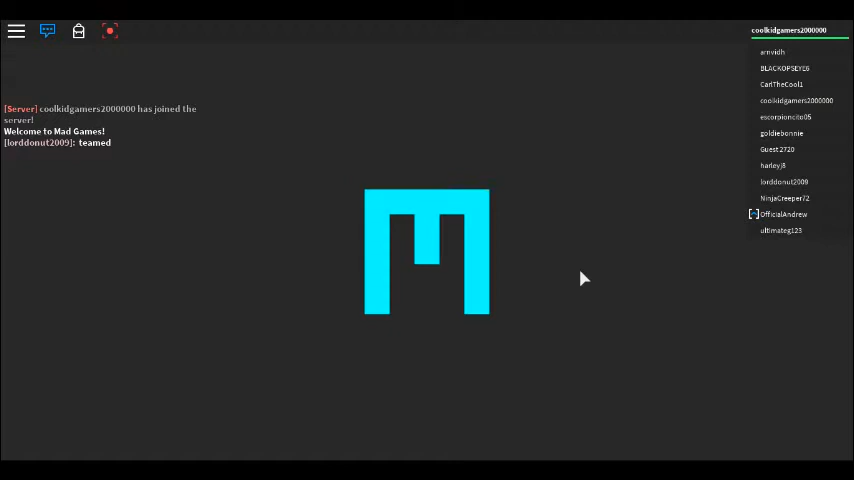 coolkidgamers2000000
arnvidh
BLACKOPSEYE6
CarlTheCool1
coolkidgamers2000000
escorpioncito05
goldiebonnie
Guest 2720
harleyj8
lorddonut2009
NinjaCreeper72
OfficialAndrew
ultimateg123
[Server] coolkidgamers2000000 has joined the
server!
Welcome to Mad Games!
[lorddonut2009]: teamed
M